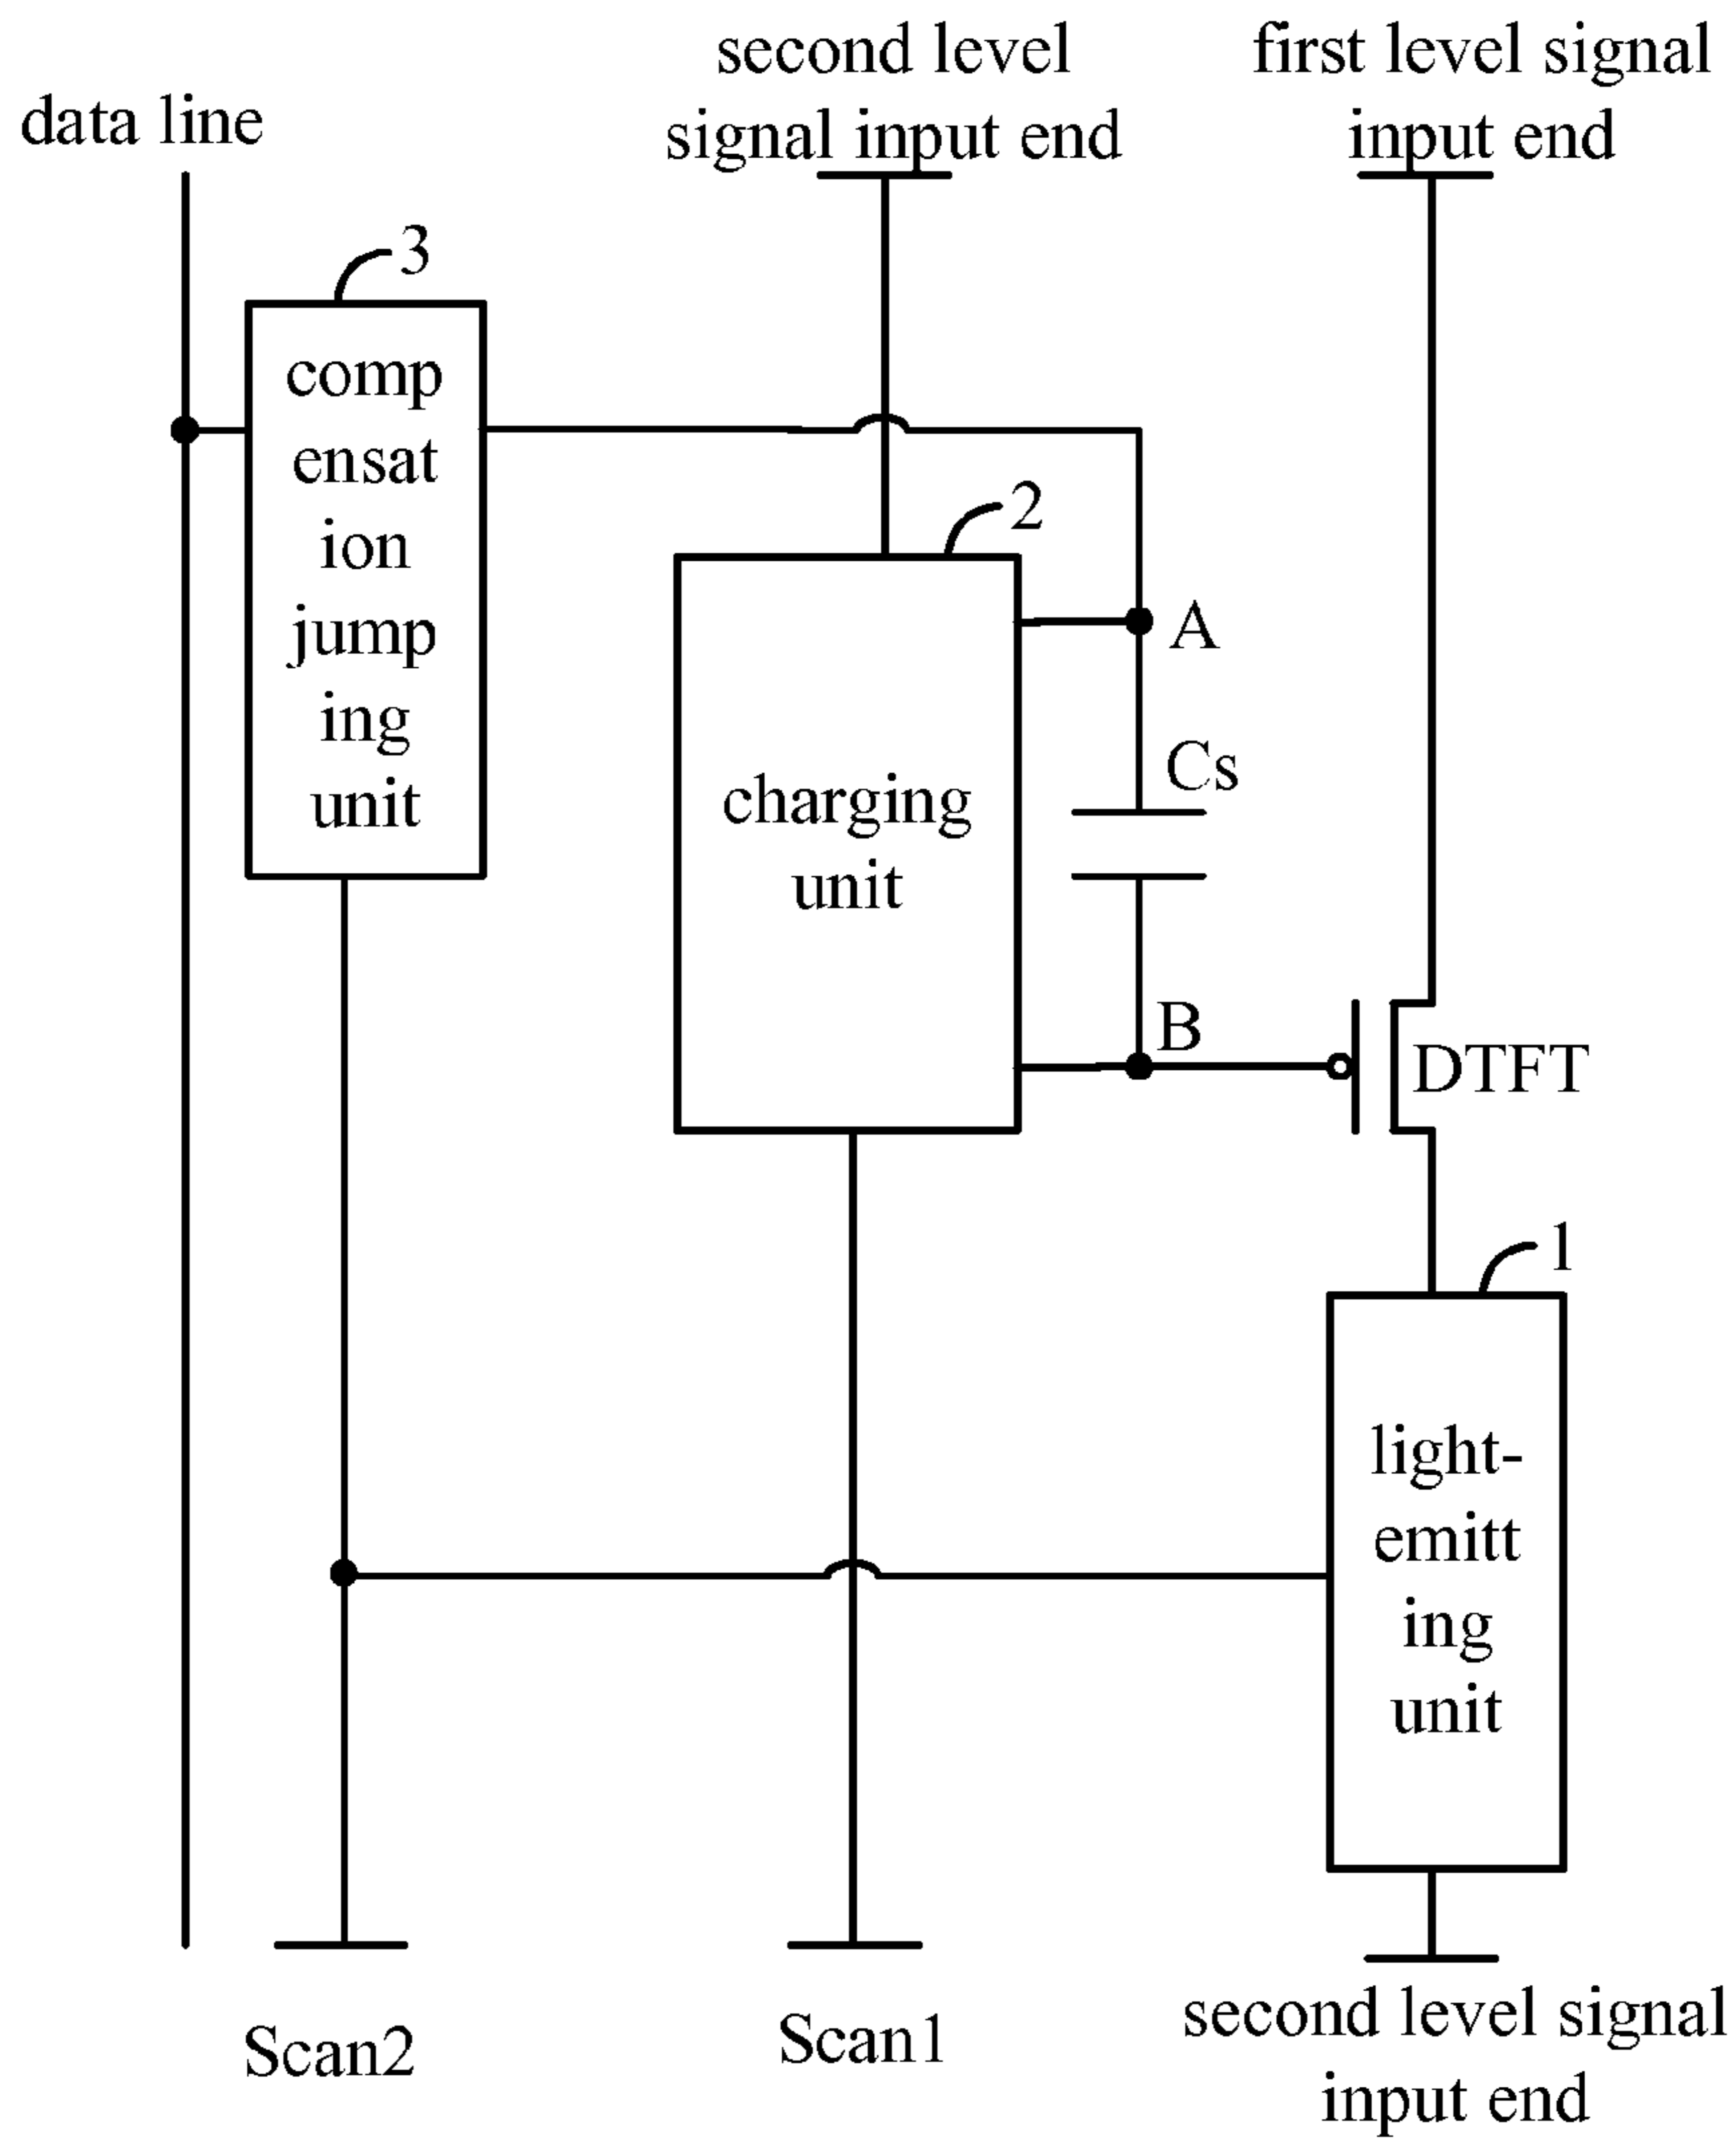 data line
second level
signal input end
first level signal
input end
3
comp
ensat
ion
jump
ing
unit
2
charging
unit
A
Cs
B
DTFT
1
light-
emitt
ing
unit
Scan2
Scan1
second level signal
input end